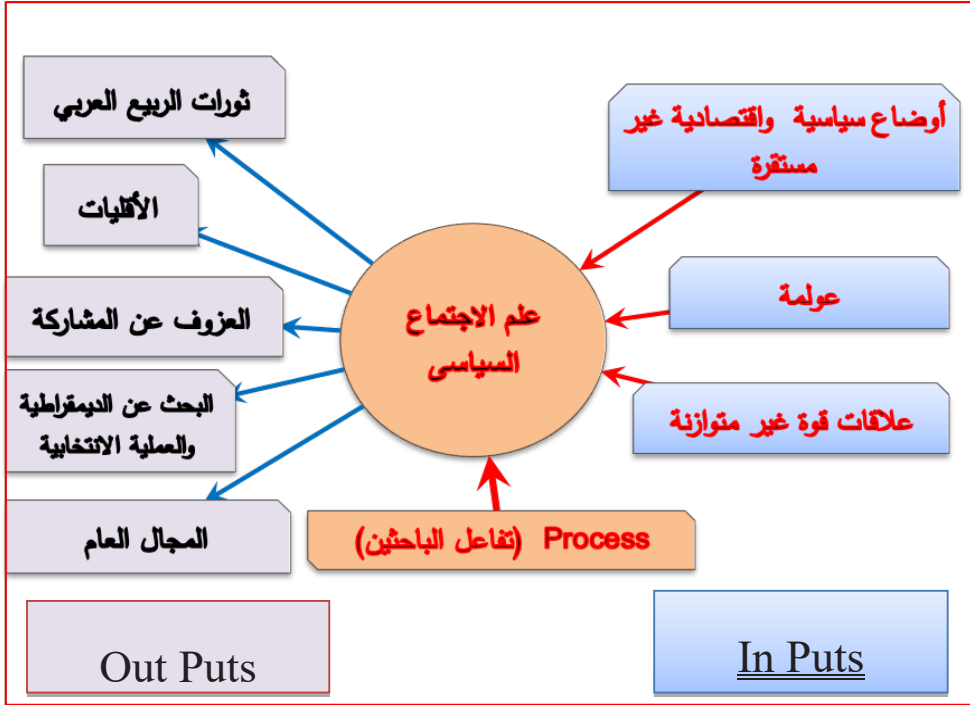 أوضاع سياسية واقتصادية غير
مستقرة
عولمة
علاقات قوة غير متوازنة
علم الاجتماع
السياسى
Process (تفاعل الباحثين)
ثورات الربيع العربي
الأقليات
العزوف عن المشاركة
البحث عن الديمقراطية
والعملية الانتخابية
المجال العام
In Puts
Out Puts